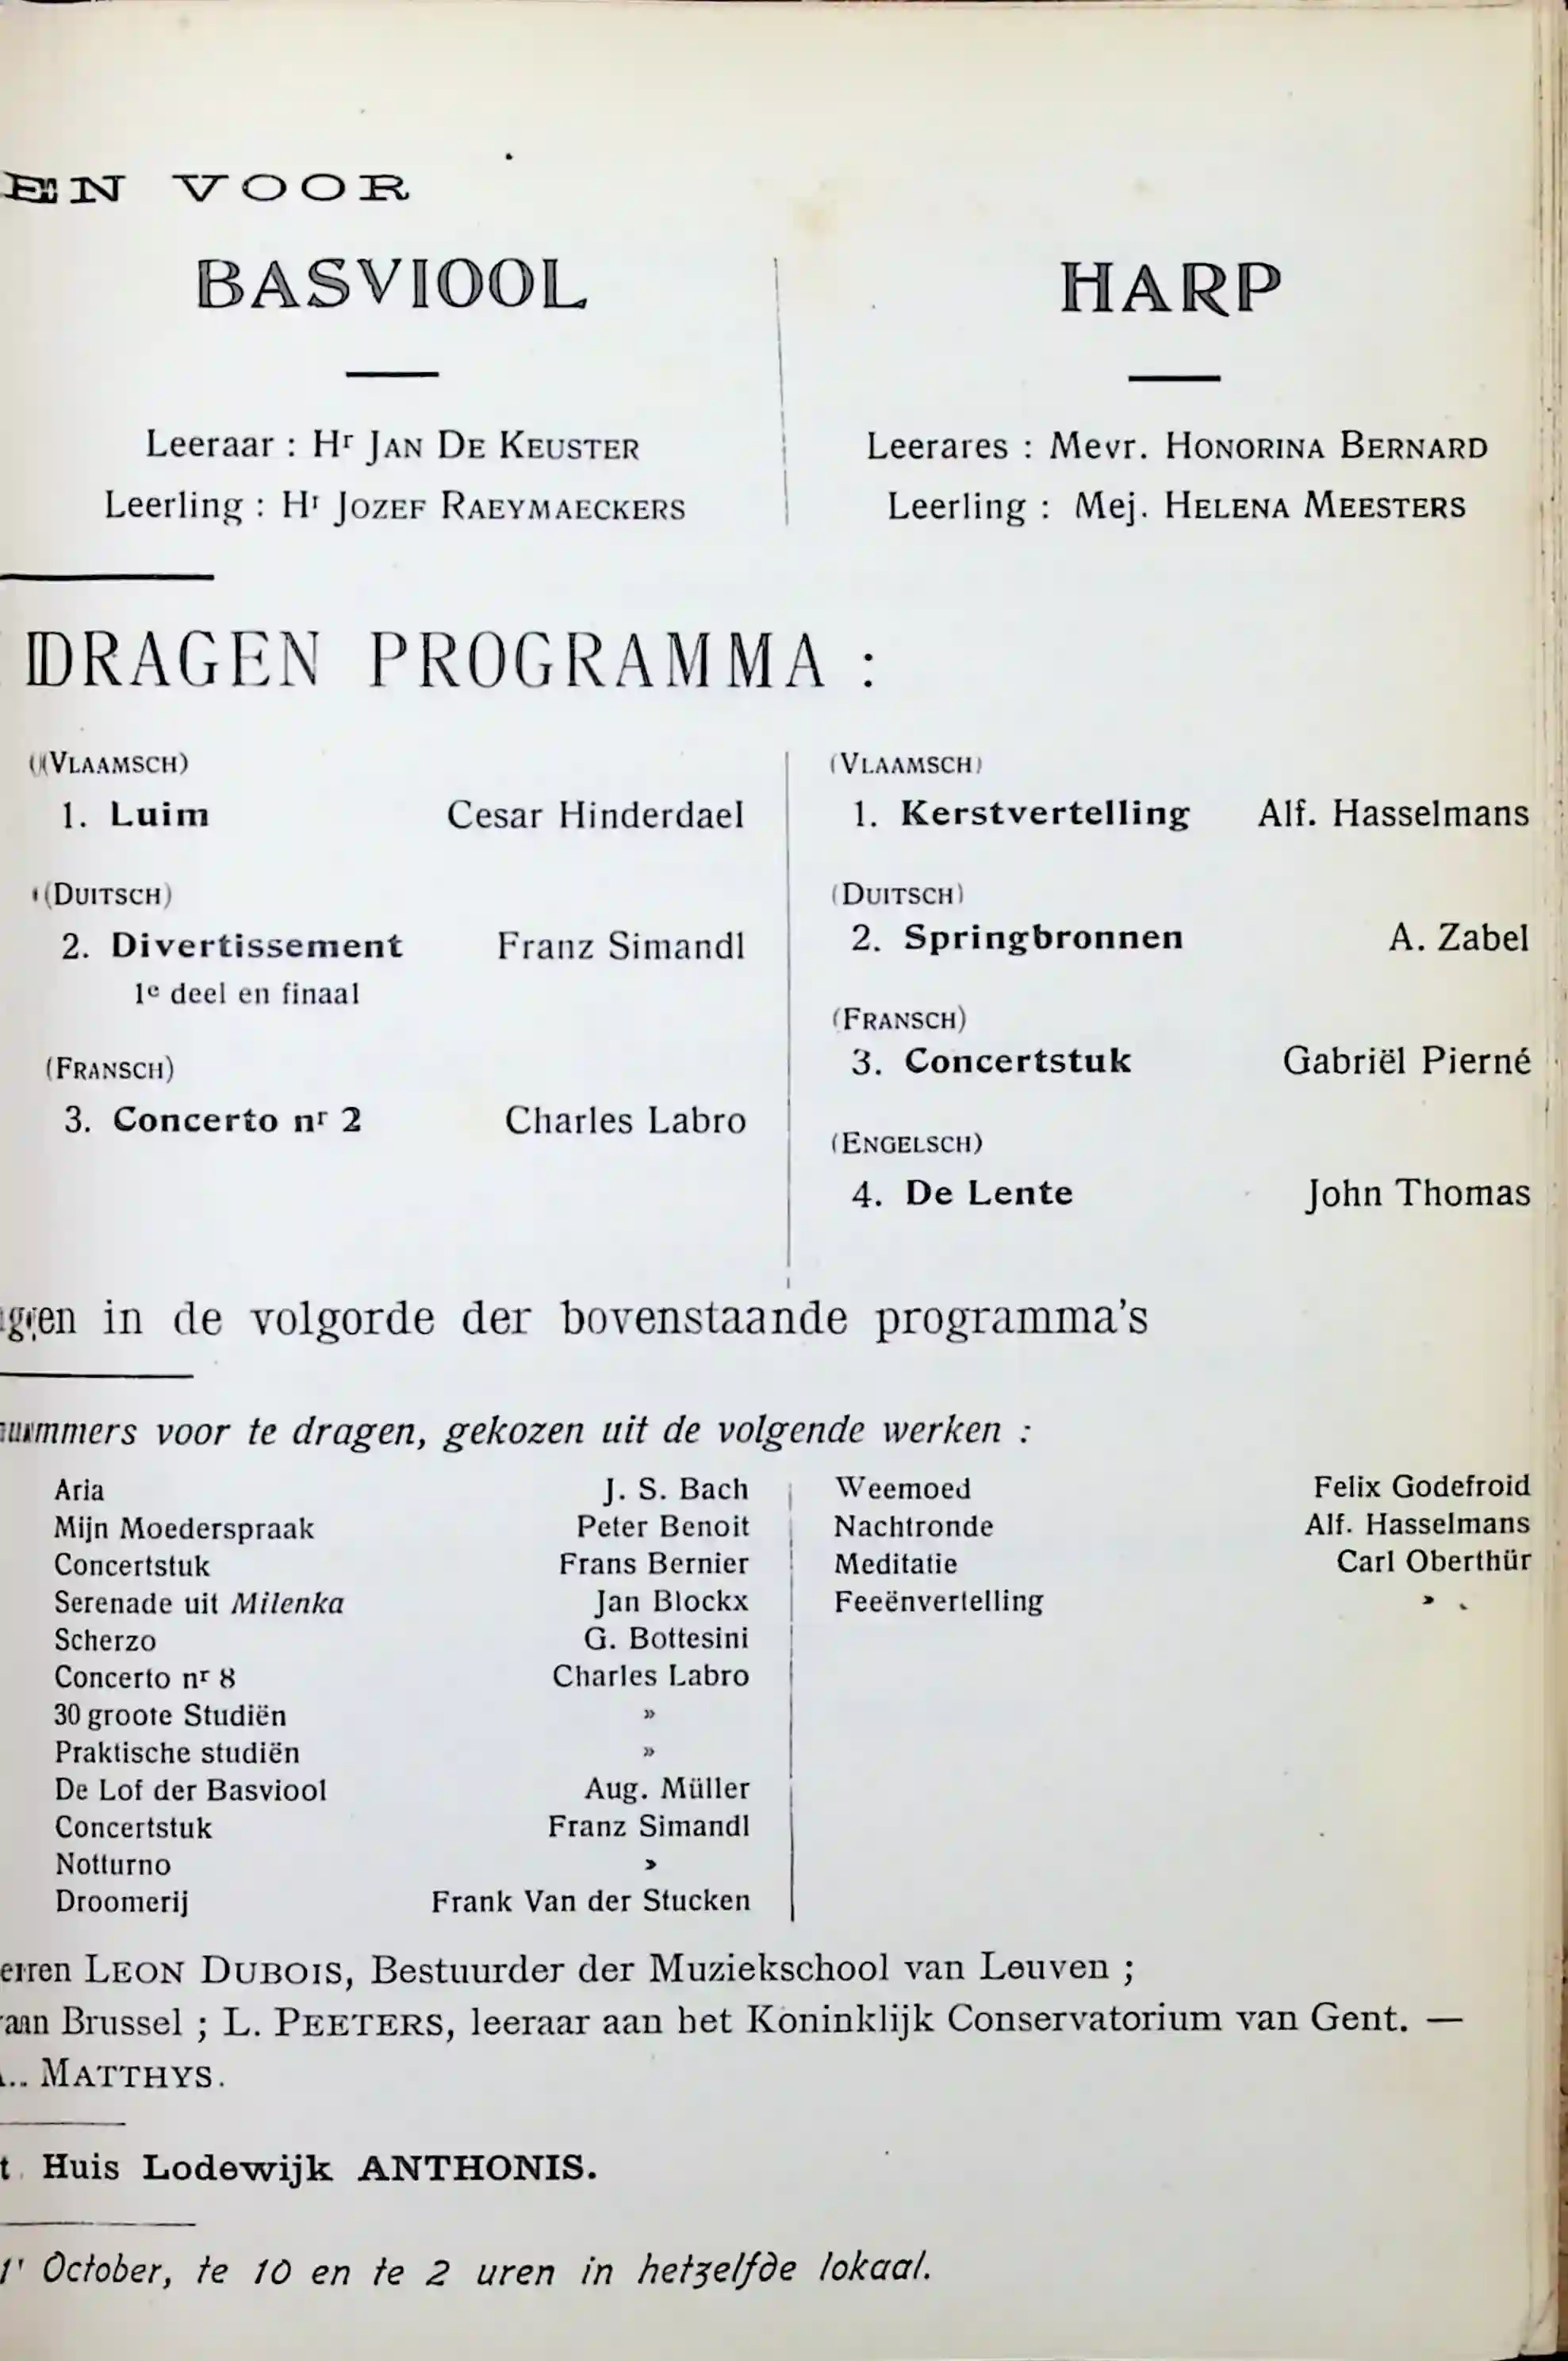 EN VOOR
BASVIOOL
Leeraar : Hr JAN DE KEUSTER
Leerling : Hr JOZEF RAEYMAECKERS
HARP
Leerares : Mevr. HONORINA BERNARD
Leerling : Mej. HELENA MEESTERS
DRAGEN PROGRAMMA :
(VLAAMSCH)
1. Luim Cesar Hinderdael
(DUITSCH)
2. Divertissement Franz Simandl
1e deel en finaal
(FRANSCH)
3. Concerto nr 2 Charles Labro
(VLAAMSCH)
1. Kerstvertelling Alf. Hasselmans
(DUITSCH)
2. Springbronnen A. Zabel
(FRANSCH)
3. Concertstuk Gabriël Pierné
(ENGELSCH)
4. De Lente John Thomas
gen in de volgorde der bovenstaande programma's
nummers voor te dragen, gekozen uit de volgende werken :
Aria J. S. Bach
Mijn Moederspraak Peter Benoit
Concertstuk Frans Bernier
Serenade uit Milenka Jan Blockx
Scherzo G. Bottesini
Concerto nr 8 Charles Labro
30 groote Studiën »
Praktische studiën »
De Lof der Basviool Aug. Müller
Concertstuk Franz Simandl
Notturno »
Droomerij Frank Van der Stucken
Weemoed Felix Godefroid
Nachtronde Alf. Hasselmans
Meditatie Carl Oberthür
Feeënvertelling »
erren LEON DUBOIS, Bestuurder der Muziekschool van Leuven ;
aan Brussel ; L. PEETERS, leeraar aan het Koninklijk Conservatorium van Gent. —
. MATTHYS.
t Huis Lodewijk ANTHONIS.
October, te 10 en te 2 uren in hetzelfde lokaal.